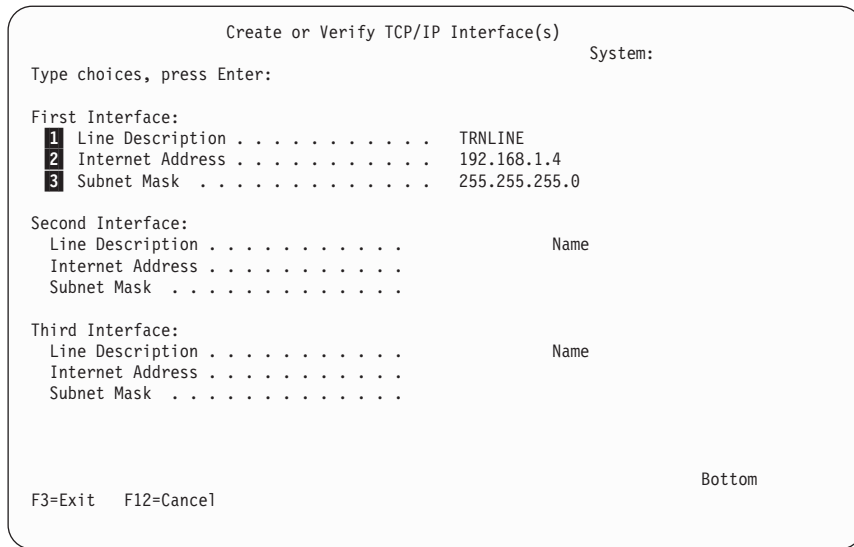 Create or Verify TCP/IP Interface(s)
System:
Type choices, press Enter:
First Interface:
1 Line Description . . . . . . . . . . . TRNLINE
2 Internet Address . . . . . . . . . . . 192.168.1.4
3 Subnet Mask . . . . . . . . . . . . . 255.255.255.0
Second Interface:
Line Description . . . . . . . . . . . Name
Internet Address . . . . . . . . . . .
Subnet Mask . . . . . . . . . . . . .
Third Interface:
Line Description . . . . . . . . . . . Name
Internet Address . . . . . . . . . . .
Subnet Mask . . . . . . . . . . . . .
Bottom
F3=Exit F12=Cancel